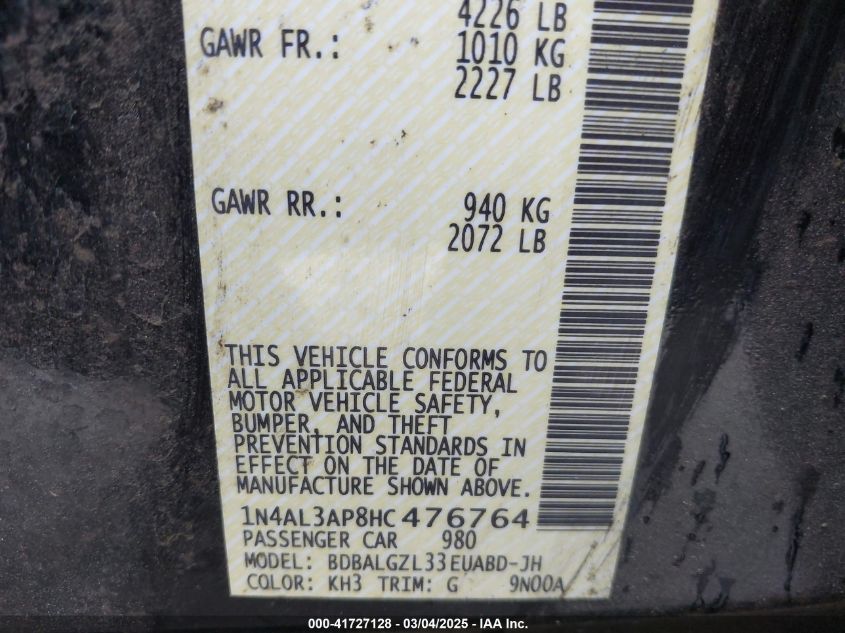 4226 LB
GAWR FR.: 1010 KG
2227 LB
GAWR RR.: 940 KG
2072 LB
THIS VEHICLE CONFORMS TO
ALL APPLICABLE FEDERAL
MOTOR VEHICLE SAFETY,
BUMPER, AND THEFT
PREVENTION STANDARDS IN
EFFECT ON THE DATE OF
MANUFACTURE SHOWN ABOVE.
1N4AL3AP8HC476764
PASSENGER CAR 980
MODEL: BDBALGZL33EUABD-JH
COLOR: KH3 TRIM: G 9N00A
000-41727128 - 03/04/2025 - IAA Inc.